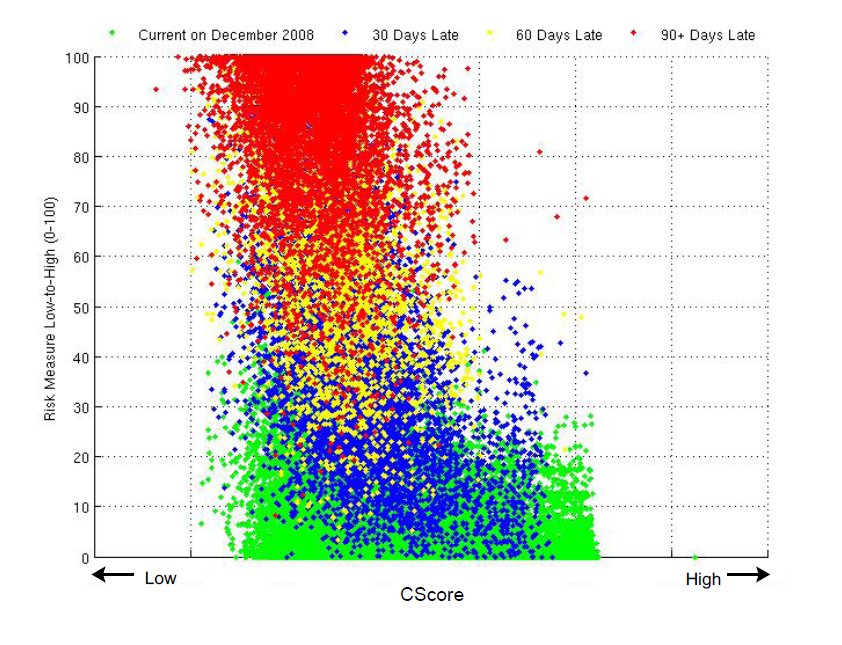 Current on December 2008 30 Days Late 60 Days Late 90+ Days Late
100
90
80
70
60
50
40
30
20
10
0
Risk Measure Low-to-High (0-100)
Low High
CScore